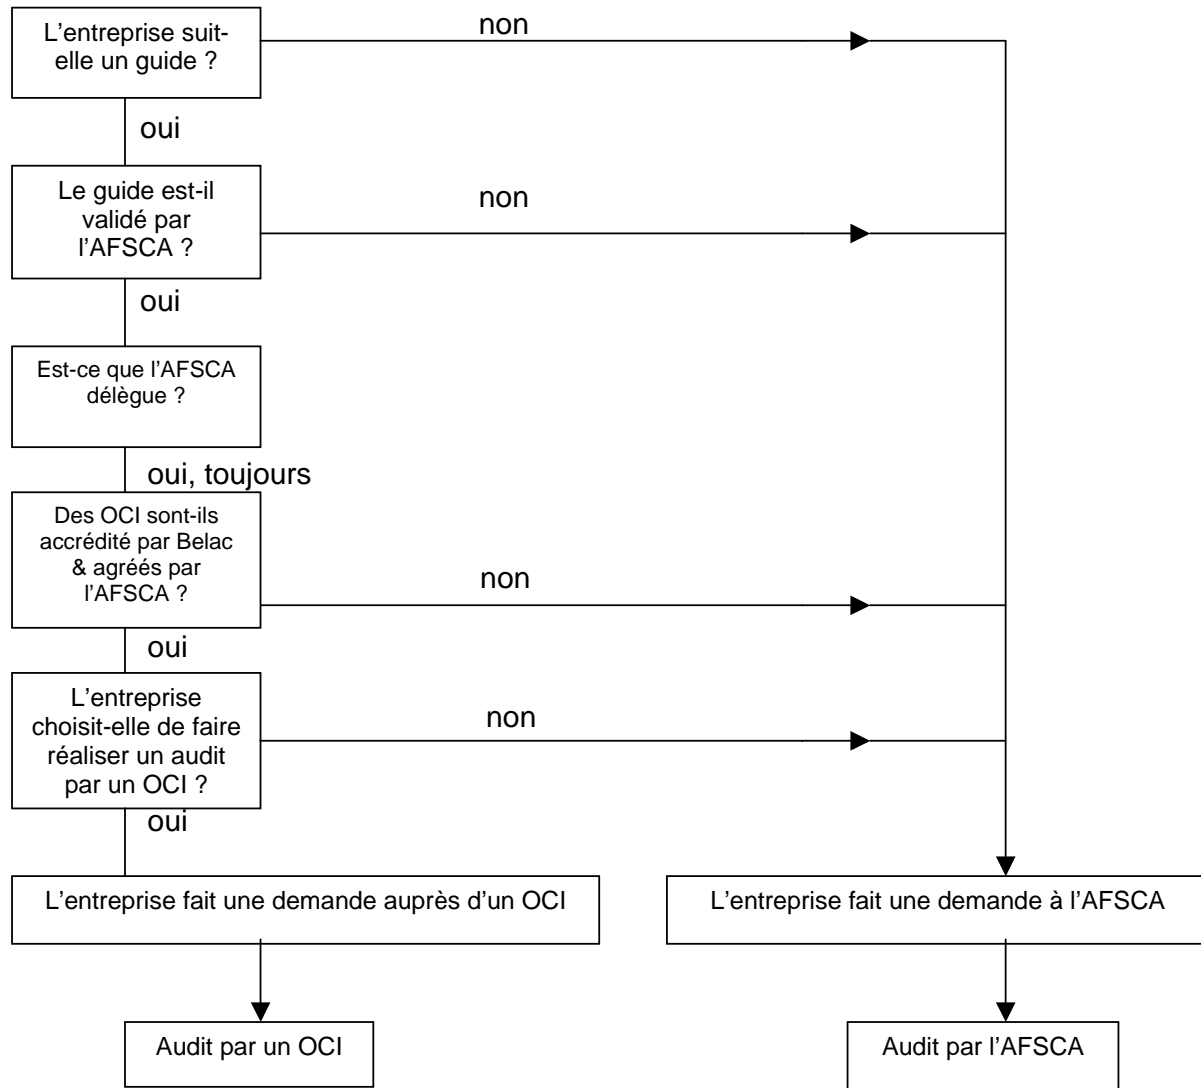 L'entreprise suit-
elle un guide ?
non
oui
Le guide est-il
validé par
l'AFSCA ?
non
oui
Est-ce que l'AFSCA
délègue ?
oui, toujours
Des OCI sont-ils
accrédité par Belac
& agréés par
l'AFSCA ?
non
oui
L'entreprise
choisit-elle de faire
réaliser un audit
par un OCI ?
non
oui
L'entreprise fait une demande auprès d'un OCI
L'entreprise fait une demande à l'AFSCA
Audit par un OCI
Audit par l'AFSCA